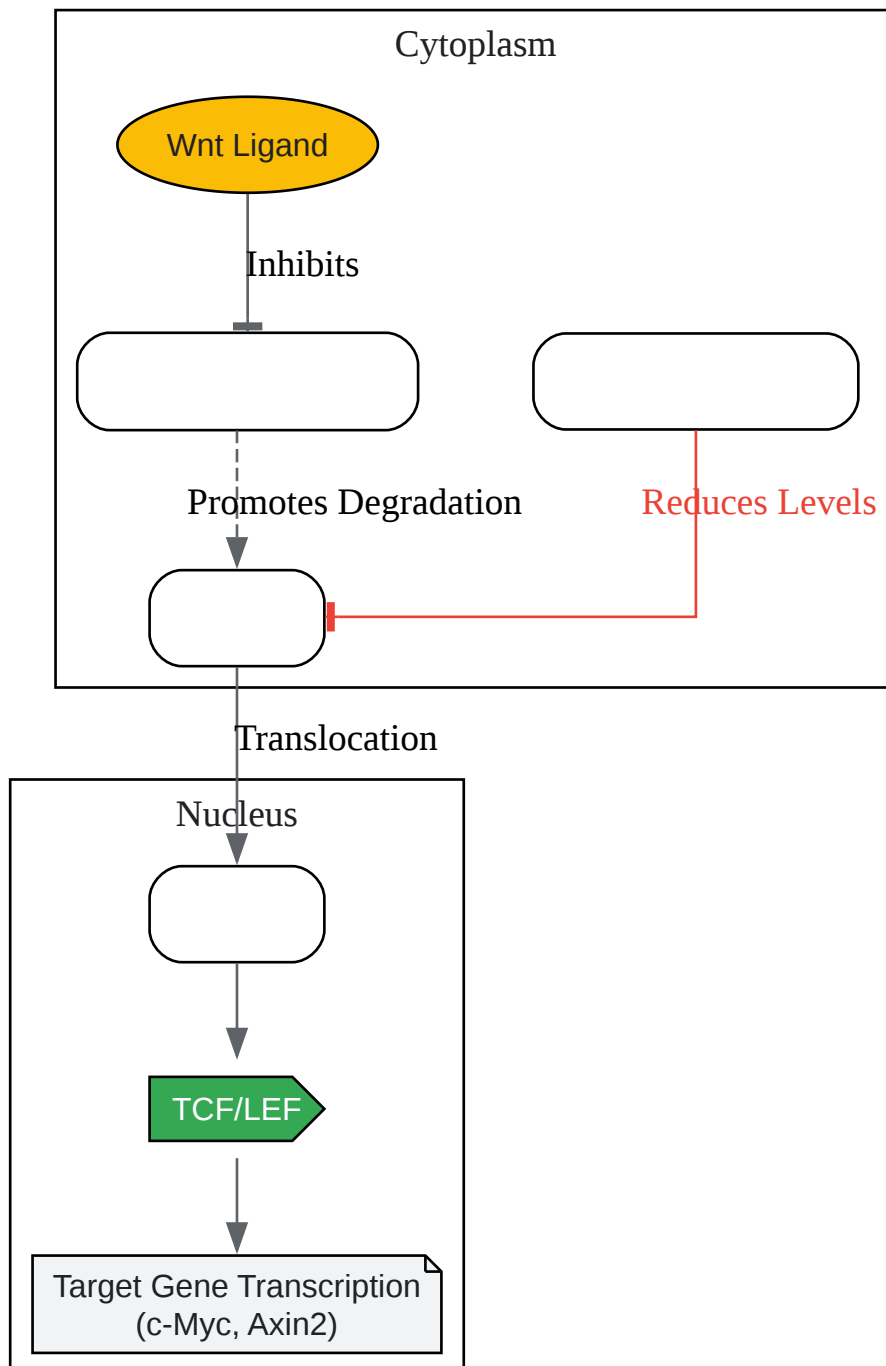 Cytoplasm
Wnt Ligand
Inhibits
Promotes Degradation
Reduces Levels
Translocation
Nucleus
TCF/LEF
Target Gene Transcription
(c-Myc, Axin2)